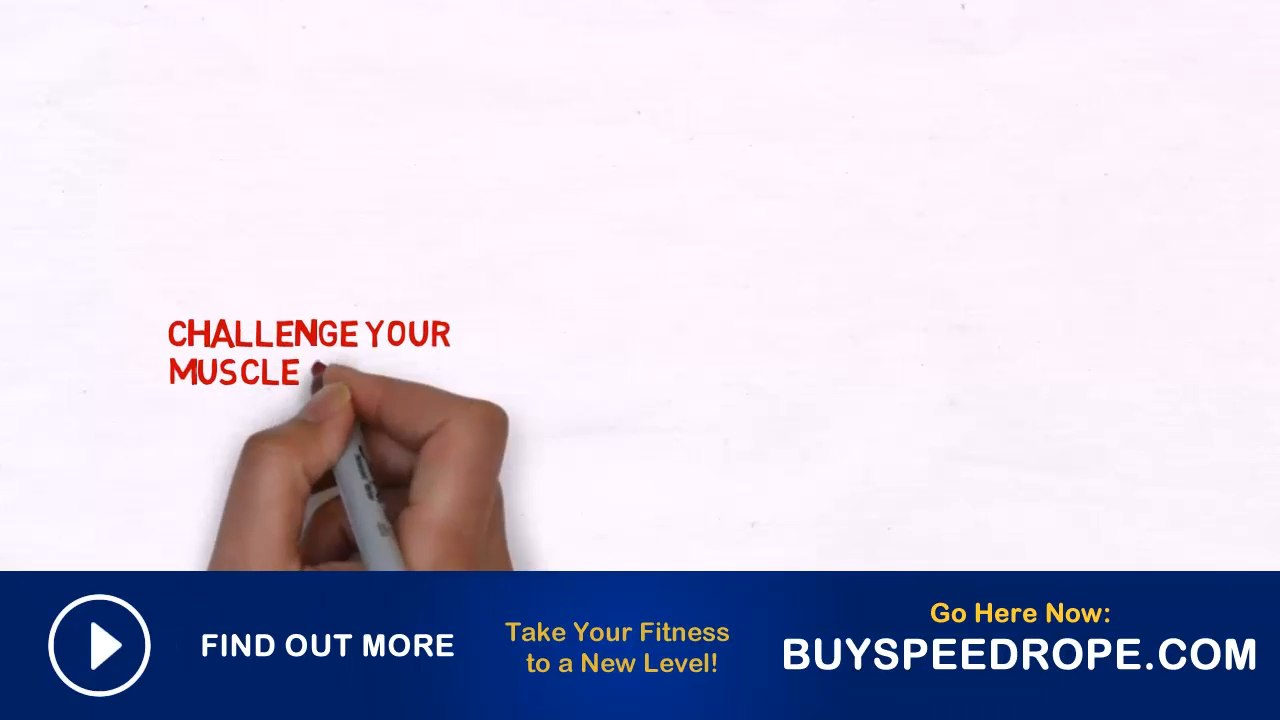 CHALLENGE YOUR
MUSCLE
FIND OUT MORE
Take Your Fitness
to a New Level!
Go Here Now:
BUYSPEEDROPE.COM